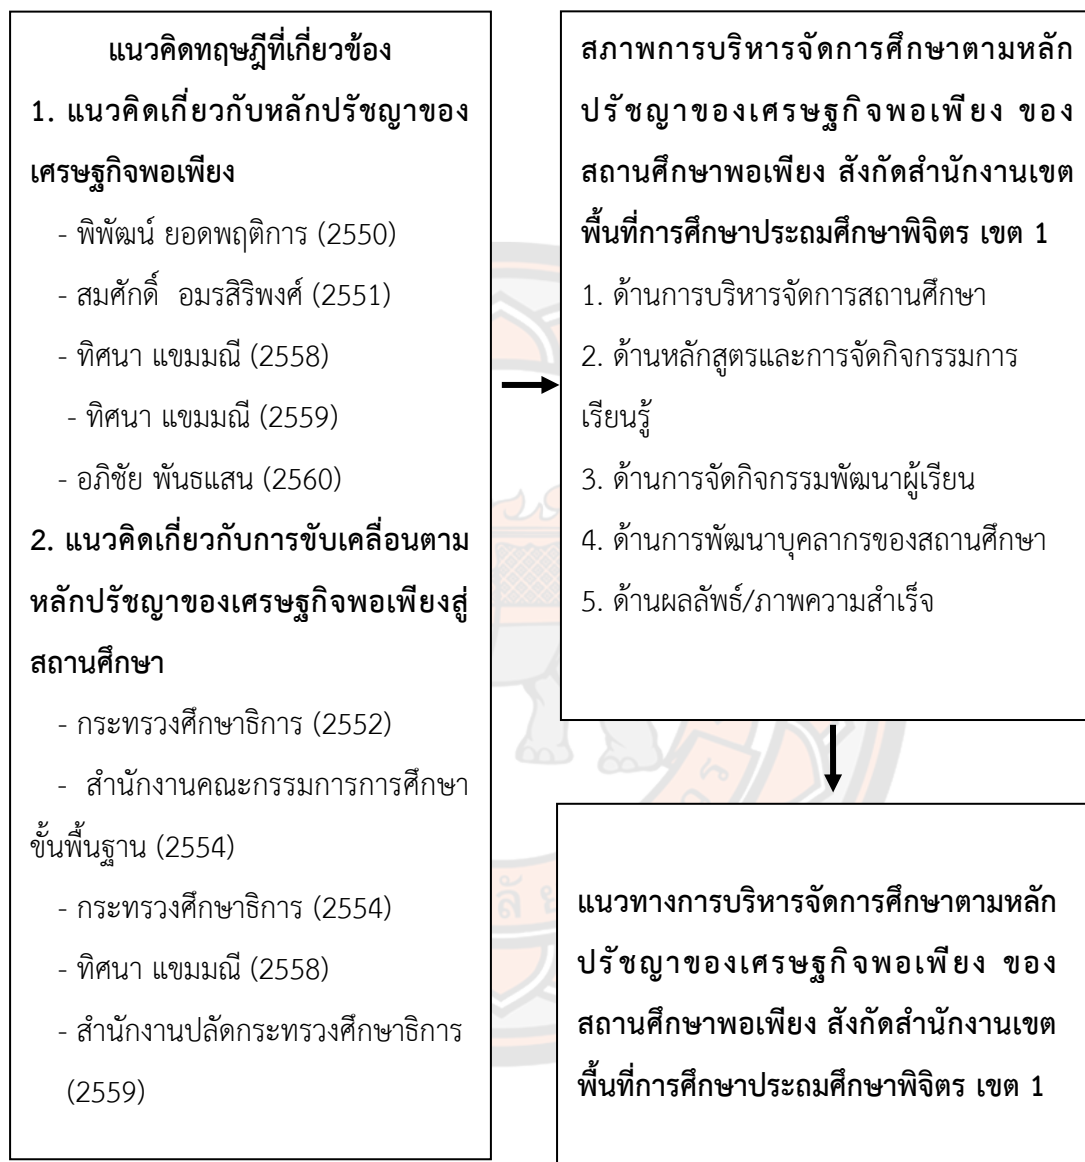 แนวคิดทฤษฎีที่เกี่ยวข้อง
1. แนวคิดเกี่ยวกับหลักปรัชญาของ
เศรษฐกิจพอเพียง
- พิพัฒน์ ยอดพฤติการ (2550)
- สมศักดิ์ อมรสิริพงศ์ (2551)
- ทิศนา แขมมณี (2558)
- ทิศนา แขมมณี (2559)
- อภิชัย พันธแสน (2560)
2. แนวคิดเกี่ยวกับการขับเคลื่อนตาม
หลักปรัชญาของเศรษฐกิจพอเพียงสู่
สถานศึกษา
- กระทรวงศึกษาธิการ (2552)
- สำนักงานคณะกรรมการการศึกษา
ขั้นพื้นฐาน (2554)
- กระทรวงศึกษาธิการ (2554)
- ทิศนา แขมมณี (2558)
- สำนักงานปลัดกระทรวงศึกษาธิการ
(2559)
สภาพการบริหารจัดการศึกษาตามหลัก
ปรัชญาของเศรษฐกิจพอเพียง ของ
สถานศึกษาพอเพียง สังกัดสำนักงานเขต
พื้นที่การศึกษาประถมศึกษาพิจิตร เขต 1
1. ด้านการบริหารจัดการสถานศึกษา
2. ด้านหลักสูตรและการจัดกิจกรรมการ
เรียนรู้
3. ด้านการจัดกิจกรรมพัฒนาผู้เรียน
4. ด้านการพัฒนาบุคลากรของสถานศึกษา
5. ด้านผลลัพธ์/ภาพความสำเร็จ
แนวทางการบริหารจัดการศึกษาตามหลัก
ปรัชญาของเศรษฐกิจพอเพียง ของ
สถานศึกษาพอเพียง สังกัดสำนักงานเขต
พื้นที่การศึกษาประถมศึกษาพิจิตร เขต 1